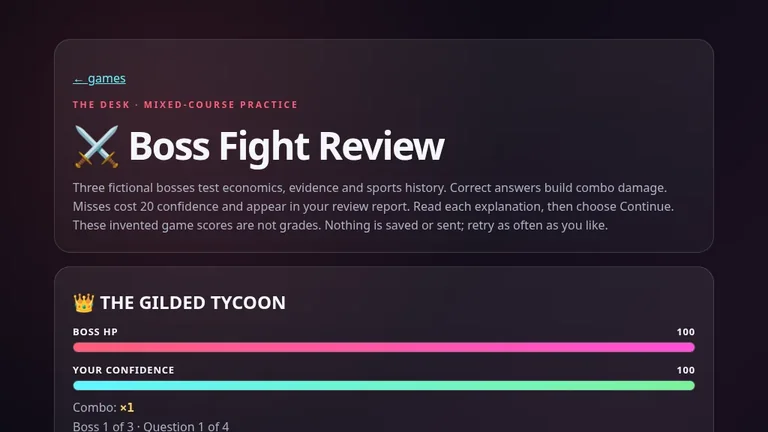 ← games
THE DESK · MIXED-COURSE PRACTICE
Boss Fight Review
Three fictional bosses test economics, evidence and sports history. Correct answers build combo damage.
Misses cost 20 confidence and appear in your review report. Read each explanation, then choose Continue.
These invented game scores are not grades. Nothing is saved or sent; retry as often as you like.
THE GILDED TYCOON
BOSS HP 100
YOUR CONFIDENCE 100
Combo: ×1
Boss 1 of 3 · Question 1 of 4